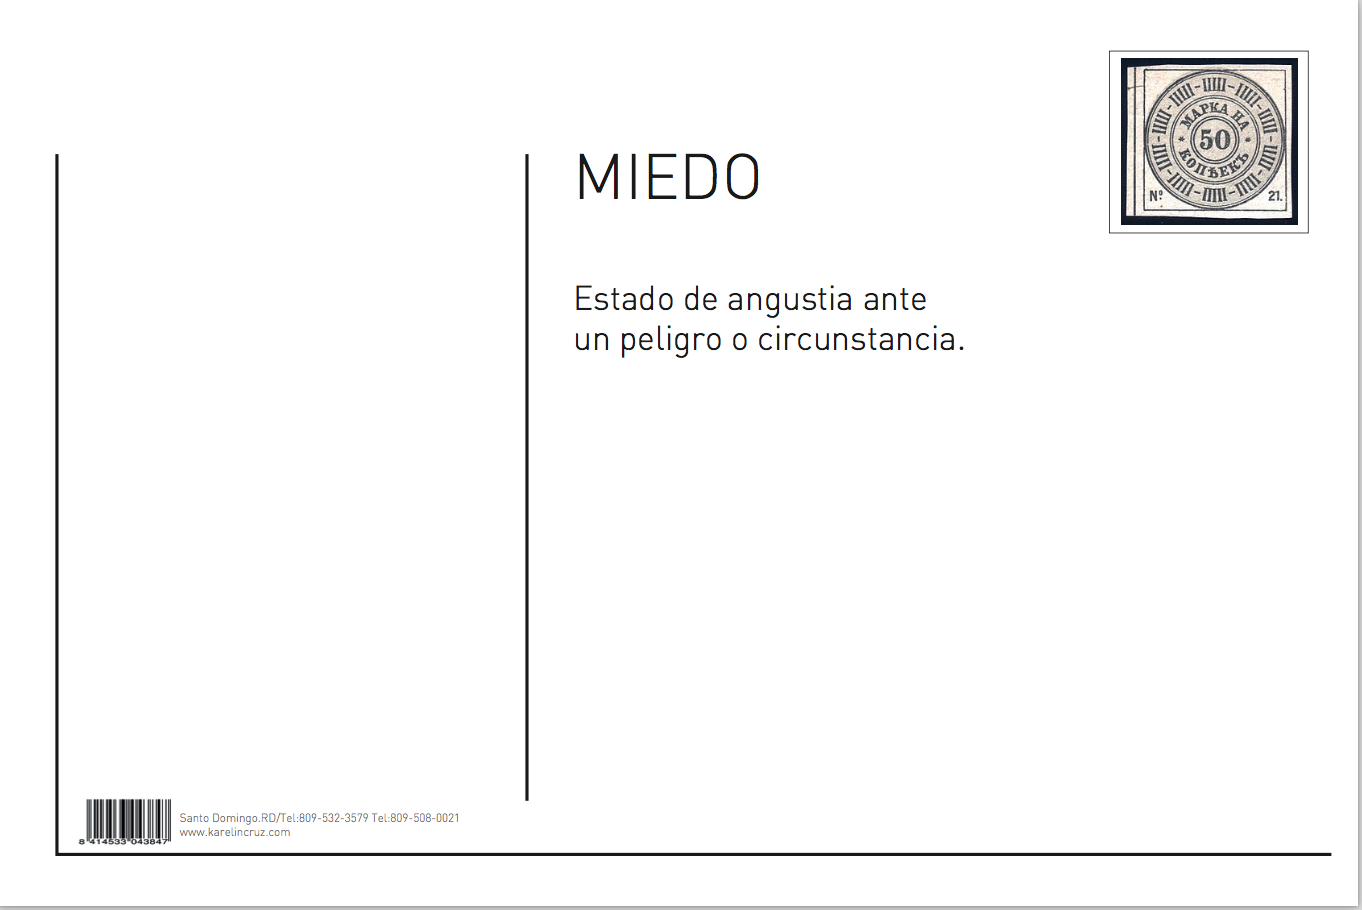 МАРКА НА
50
КОПѢЕКЪ
№ 21.
MIEDO
Estado de angustia ante
un peligro o circunstancia.
8 414533 043847
Santo Domingo.RD/Tel:809-532-3579 Tel:809-508-0021
www.karelincruz.com